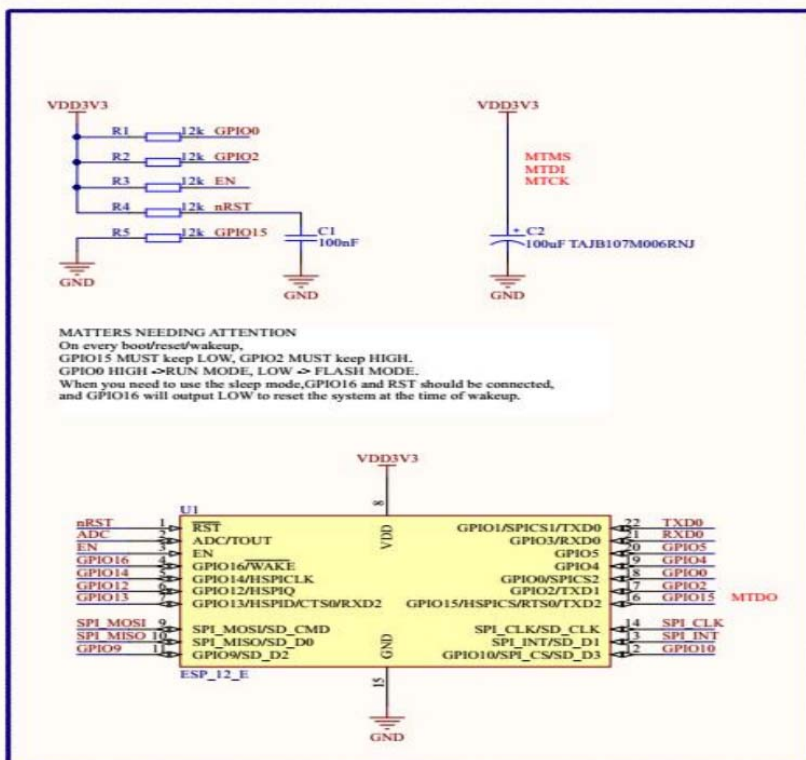 VDD3V3
VDD3V3
R1 12k GPIO0
R2 12k GPIO2
R3 12k EN
R4 12k nRST
R5 12k GPIO15
C1
100nF
GND
GND
MTMS
MTDI
MTCK
+ C2
100uF TAJB107M006RNJ
GND
MATTERS NEEDING ATTENTION
On every boot/reset/wakeup,
GPIO15 MUST keep LOW, GPIO2 MUST keep HIGH.
GPIO0 HIGH ->RUN MODE, LOW -> FLASH MODE.
When you need to use the sleep mode,GPIO16 and RST should be connected,
and GPIO16 will output LOW to reset the system at the time of wakeup.
VDD3V3
8
U1
VDD
nRST 1 RST
ADC 2 ADC/TOUT
EN 3 EN
GPIO16 4 GPIO16/WAKE
GPIO14 5 GPIO14/HSPICLK
GPIO12 6 GPIO12/HSPIQ
GPIO13 7 GPIO13/HSPID/CTS0/RXD2
SPI_MOSI 9 SPI_MOSI/SD_CMD
SPI_MISO 10 SPI_MISO/SD_D0
GPIO9 11 GPIO9/SD_D2
GPIO1/SPICS1/TXD0 22 TXD0
GPIO3/RXD0 21 RXD0
GPIO5 20 GPIO5
GPIO4 9 GPIO4
GPIO0/SPICS2 8 GPIO0
GPIO2/TXD1 7 GPIO2
GPIO15/HSPICS/RTS0/TXD2 6 GPIO15 MTDO
SPI_CLK/SD_CLK 14 SPI_CLK
SPI_INT/SD_D1 3 SPI_INT
GPIO10/SPI_CS/SD_D3 12 GPIO10
GND
ESP_12_E
15
GND